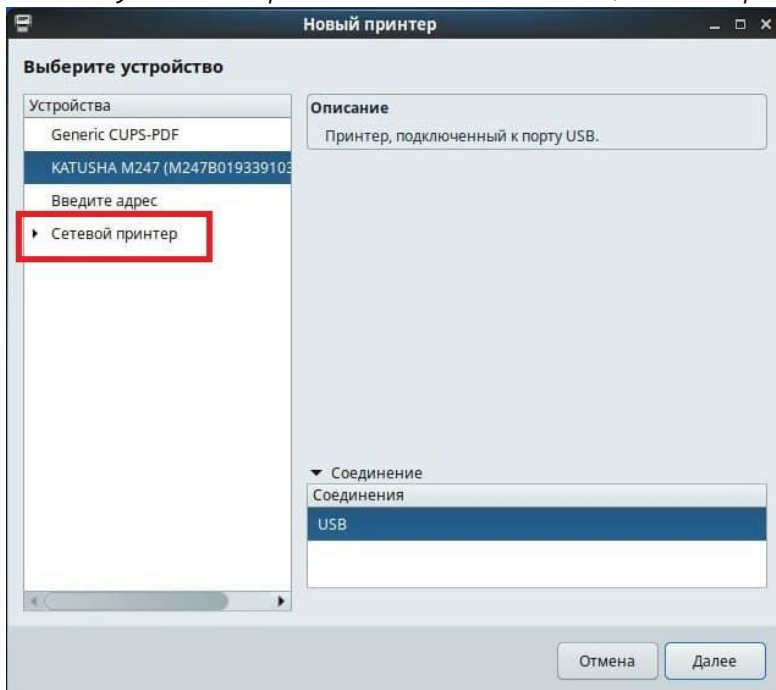 Новый принтер
Выберите устройство
Устройства
Generic CUPS-PDF
KATUSHA M247 (M247B019339103
Введите адрес
Сетевой принтер
Описание
Принтер, подключенный к порту USB.
Соединение
Соединения
USB
Отмена
Далее